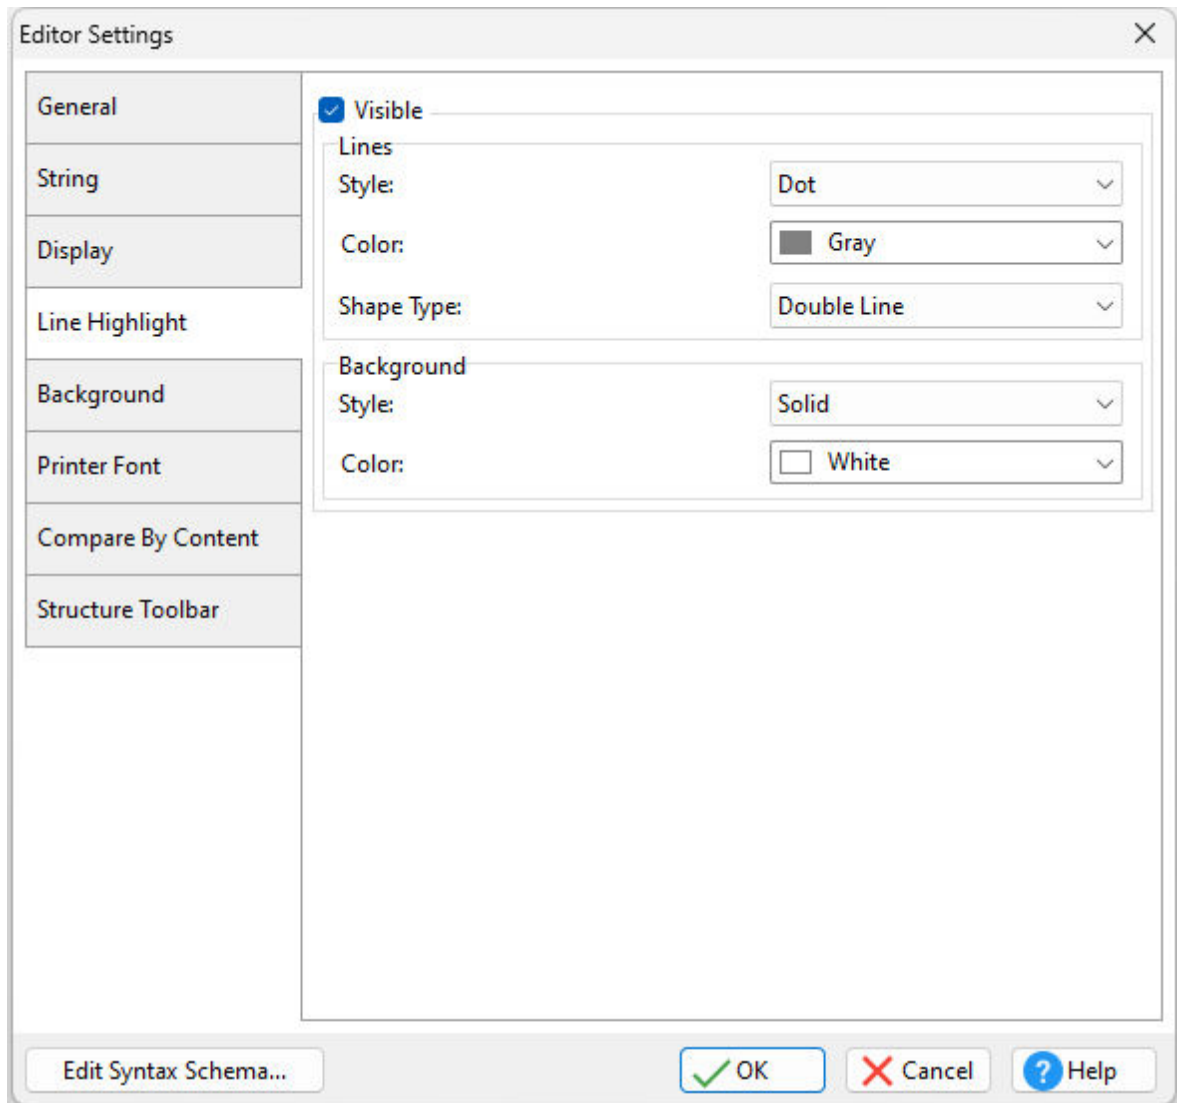 Editor Settings
General
String
Display
Line Highlight
Background
Printer Font
Compare By Content
Structure Toolbar
Visible
Lines
Style: Dot
Color: Gray
Shape Type: Double Line
Background
Style: Solid
Color: White
Edit Syntax Schema... OK Cancel ? Help